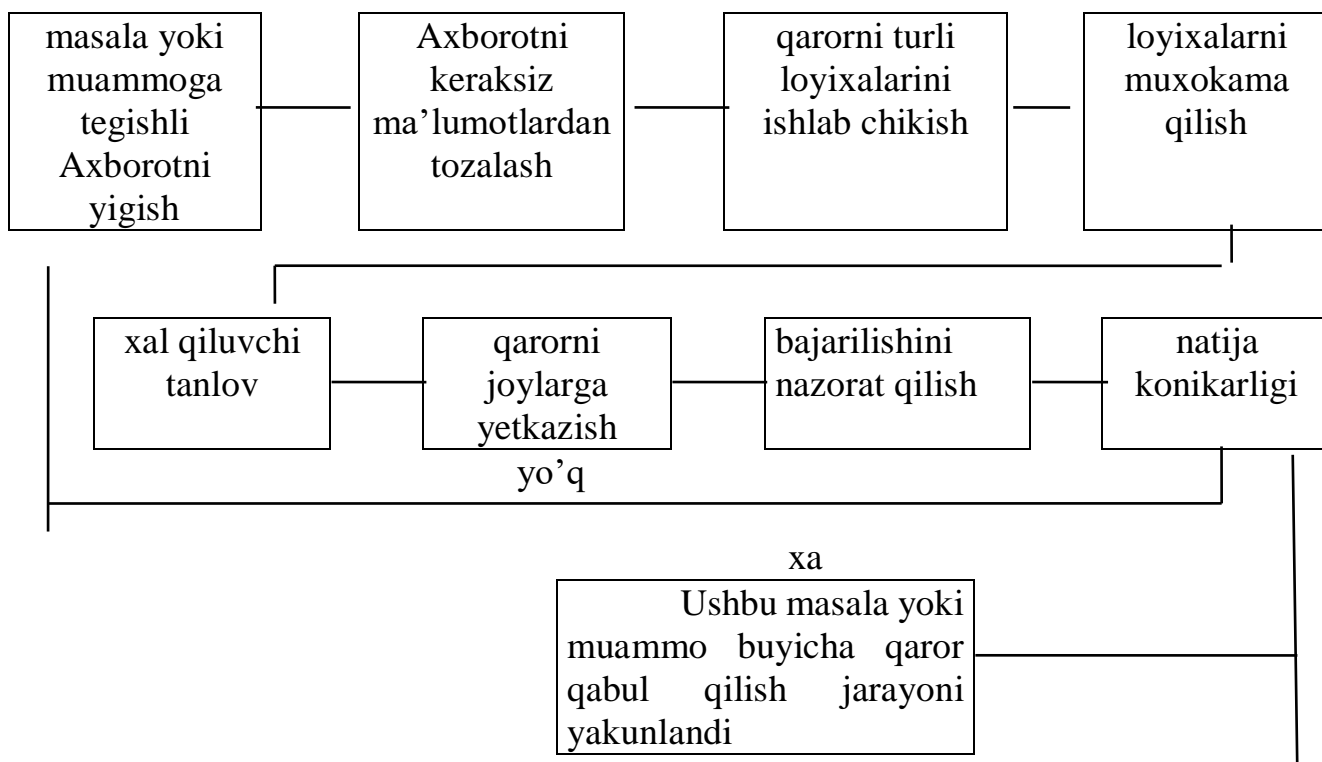 masala yoki
muammoga
tegishli
Axborotni
yigish
Axborotni
keraksiz
ma’lumotlardan
tozalash
qarorni turli
loyixalarini
ishlab chikish
loyixalarni
muxokama
qilish
xal qiluvchi
tanlov
qarorni
joylarga
yetkazish
bajarilishini
nazorat qilish
natija
konikarligi
yo’q
xa
Ushbu masala yoki
muammo buyicha qaror
qabul qilish jarayoni
yakunlandi